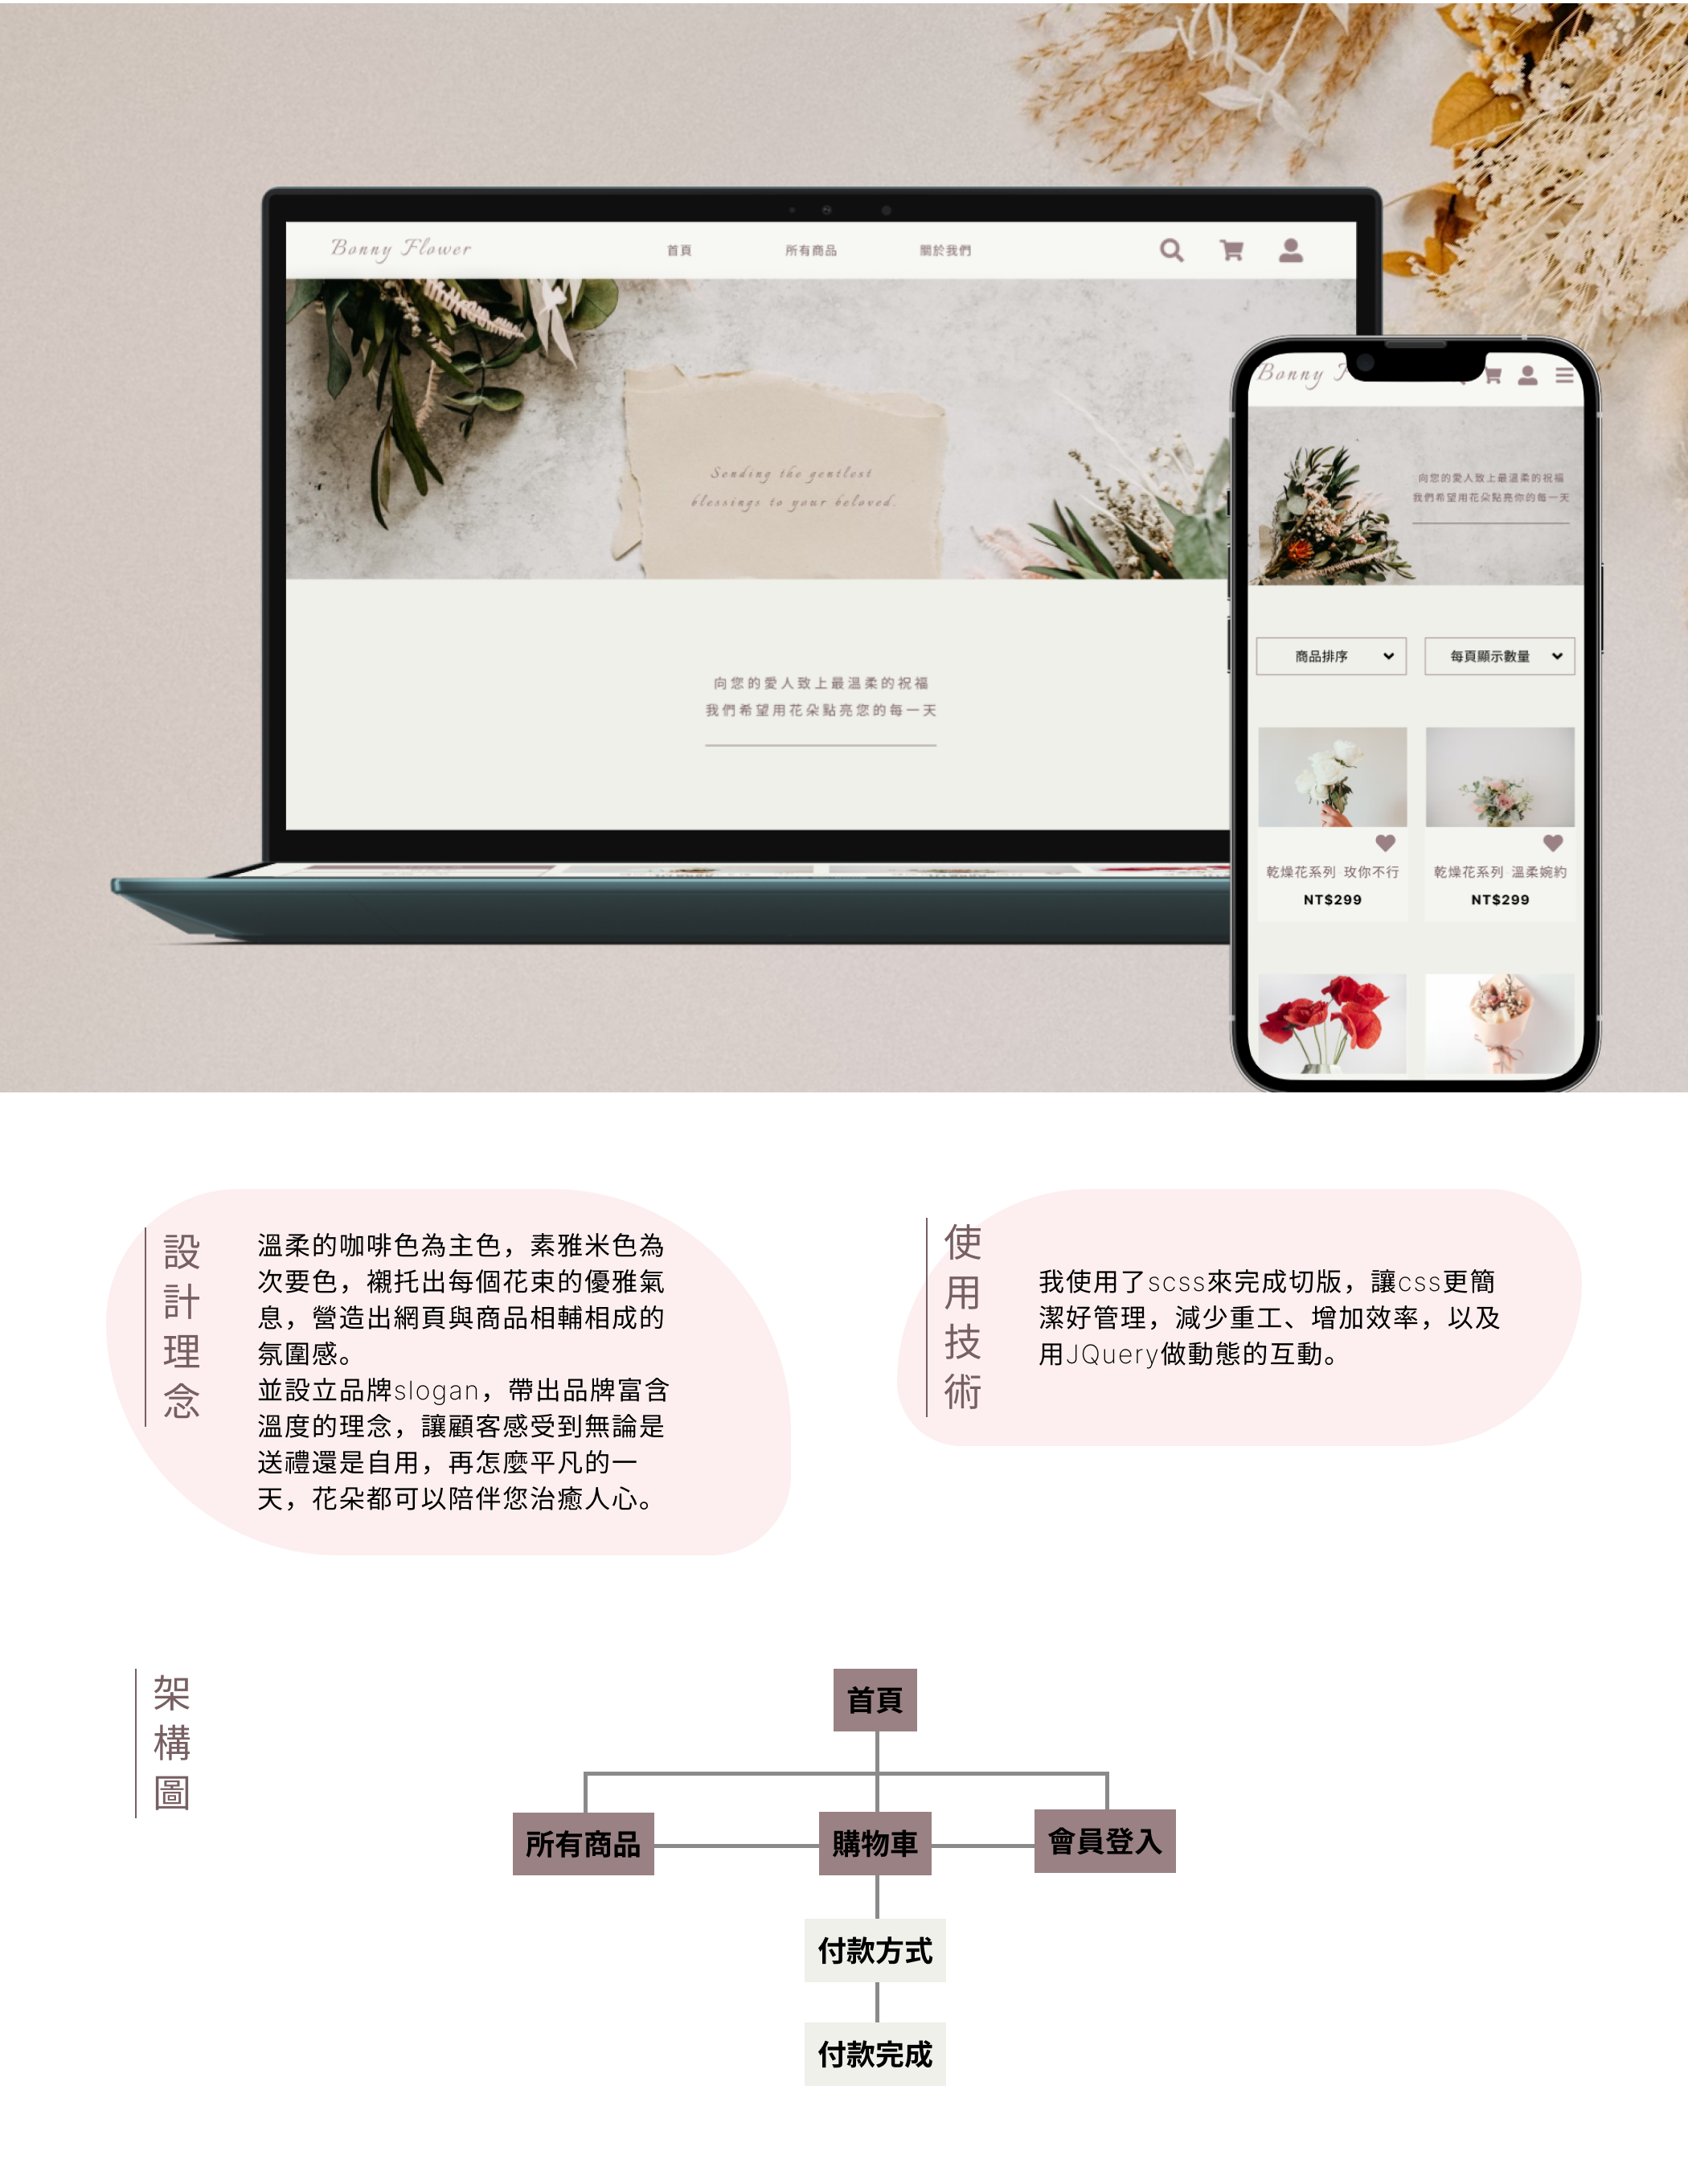 Bonny Flower
首頁
所有商品
關於我們
Sending the gentlest
blessings to your beloved.
向您的愛人致上最溫柔的祝福
我們希望用花朵點亮您的每一天
Bonny F
向您的愛人致上最溫柔的祝福
我們希望用花朵點亮你的每一天
商品排序
每頁顯示數量
乾燥花系列 玫你不行
NT$299
乾燥花系列 溫柔婉約
NT$299
設計理念
溫柔的咖啡色為主色，素雅米色為
次要色，襯托出每個花束的優雅氣
息，營造出網頁與商品相輔相成的
氛圍感。
並設立品牌slogan，帶出品牌富含
溫度的理念，讓顧客感受到無論是
送禮還是自用，再怎麼平凡的一
天，花朵都可以陪伴您治癒人心。
使用技術
我使用了scss來完成切版，讓css更簡
潔好管理，減少重工、增加效率，以及
用JQuery做動態的互動。
架構圖
首頁
所有商品
購物車
會員登入
付款方式
付款完成